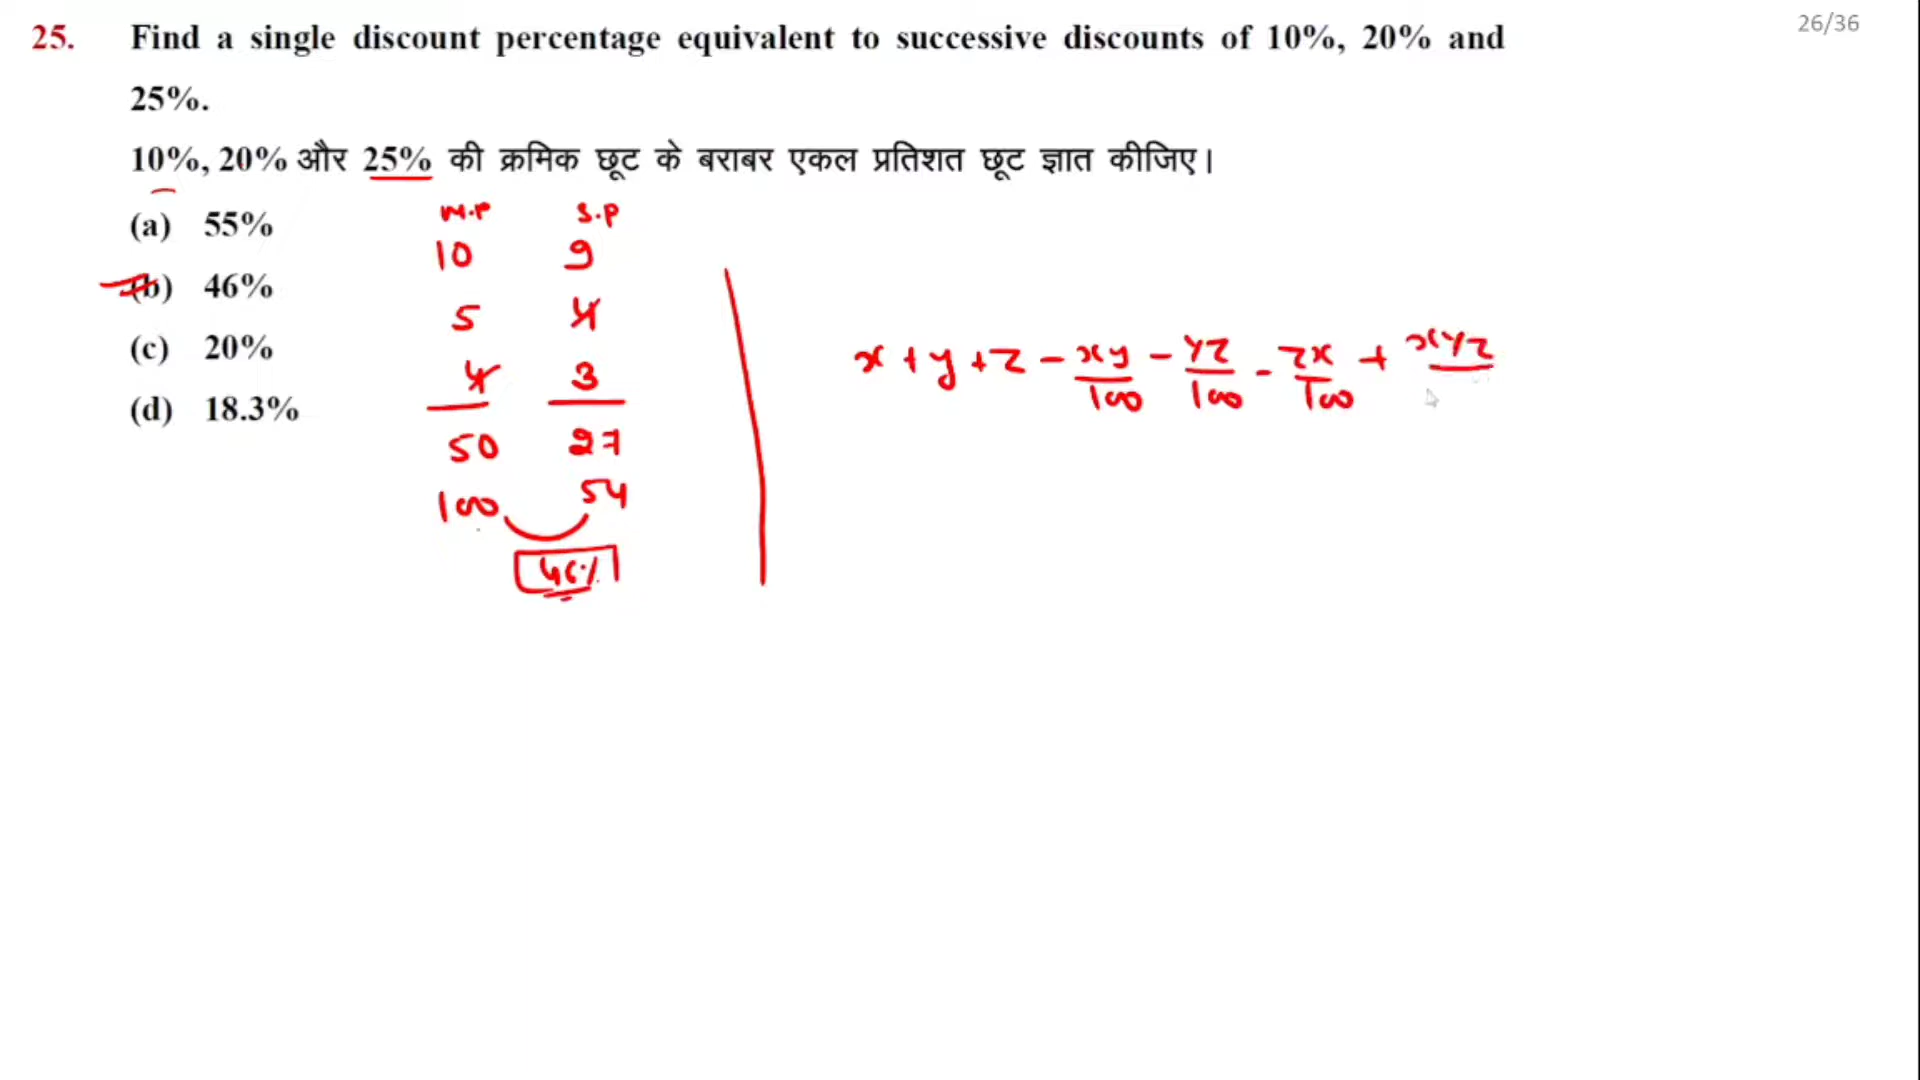 26/36
25. Find a single discount percentage equivalent to successive discounts of 10%, 20% and
25%.
10%, 20% और 25% की क्रमिक छूट के बराबर एकल प्रतिशत छूट ज्ञात कीजिए।
(a) 55%
(b) 46%
(c) 20%
(d) 18.3%
M.P S.P
10 9
5 4
4 3
50 27
100 54
46%
x + y + z - xy/100 - yz/100 - zx/100 + xyz